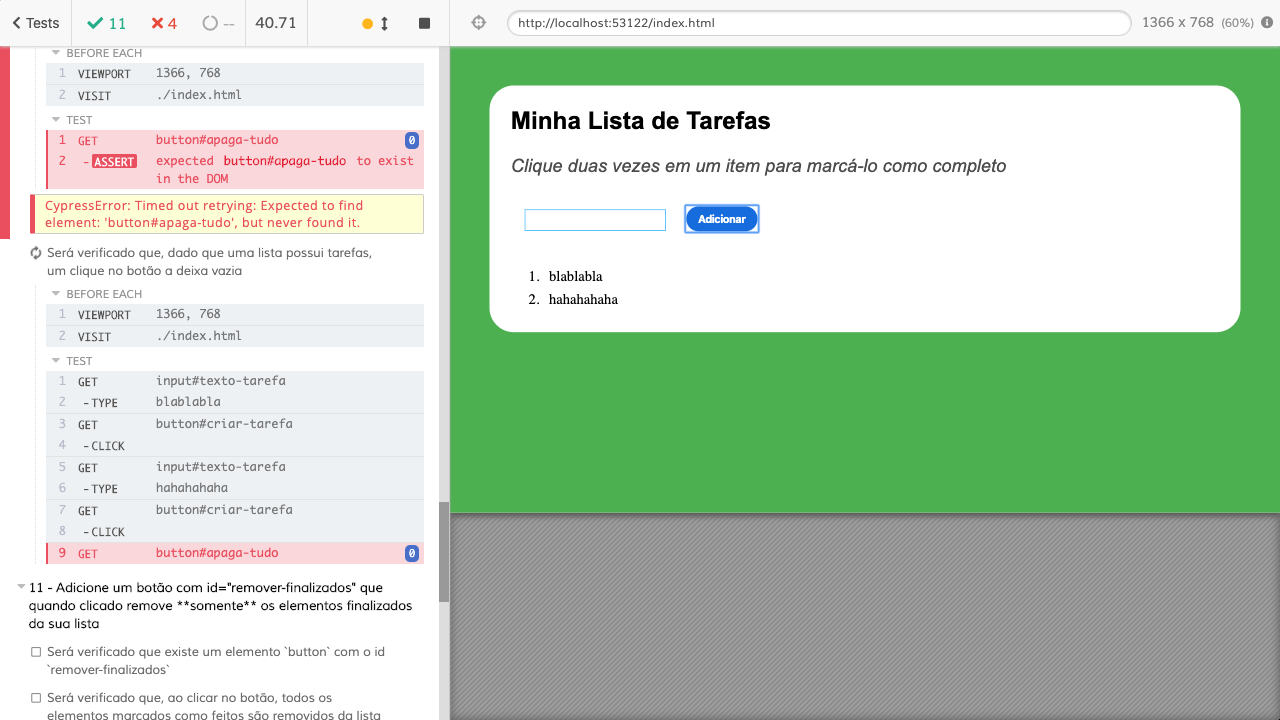 Tests 11 4 -- 40.71
http://localhost:53122/index.html 1366 x 768 (60%)
BEFORE EACH
1 VIEWPORT 1366, 768
2 VISIT ./index.html
TEST
1 GET button#apaga-tudo 0
2 -ASSERT expected button#apaga-tudo to exist
in the DOM
CypressError: Timed out retrying: Expected to find
element: 'button#apaga-tudo', but never found it.
Será verificado que, dado que uma lista possui tarefas,
um clique no botão a deixa vazia
BEFORE EACH
1 VIEWPORT 1366, 768
2 VISIT ./index.html
TEST
1 GET input#texto-tarefa
2 -TYPE blablabla
3 GET button#criar-tarefa
4 -CLICK
5 GET input#texto-tarefa
6 -TYPE hahahahaha
7 GET button#criar-tarefa
8 -CLICK
9 GET button#apaga-tudo 0
11 - Adicione um botão com id="remover-finalizados" que
quando clicado remove **somente** os elementos finalizados
da sua lista
Será verificado que existe um elemento `button` com o id
`remover-finalizados`
Será verificado que, ao clicar no botão, todos os
elementos marcados como feitos são removidos da lista
Minha Lista de Tarefas
Clique duas vezes em um item para marcá-lo como completo
Adicionar
1. blablabla
2. hahahahaha